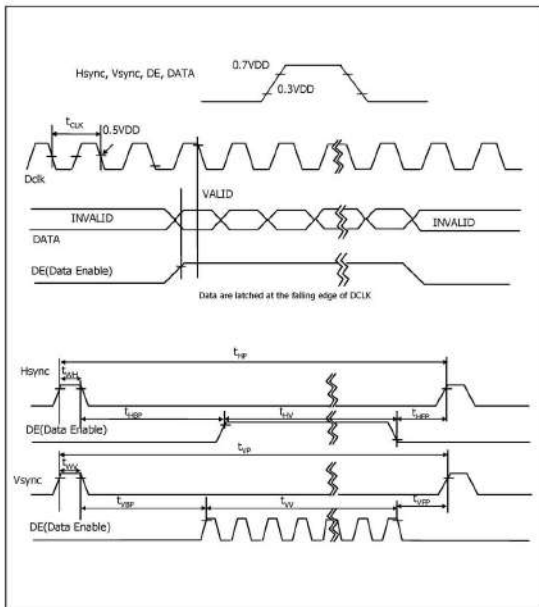 Hsync, Vsync, DE, DATA
0.7VDD
0.3VDD
tCLK
0.5VDD
Dclk
VALID
INVALID
INVALID
DATA
DE(Data Enable)
Data are latched at the falling edge of DCLK
tHP
Hsync
tWH
tHBP
tHV
tHFP
DE(Data Enable)
tVP
Vsync
tWV
tVBP
tVV
tVFP
DE(Data Enable)